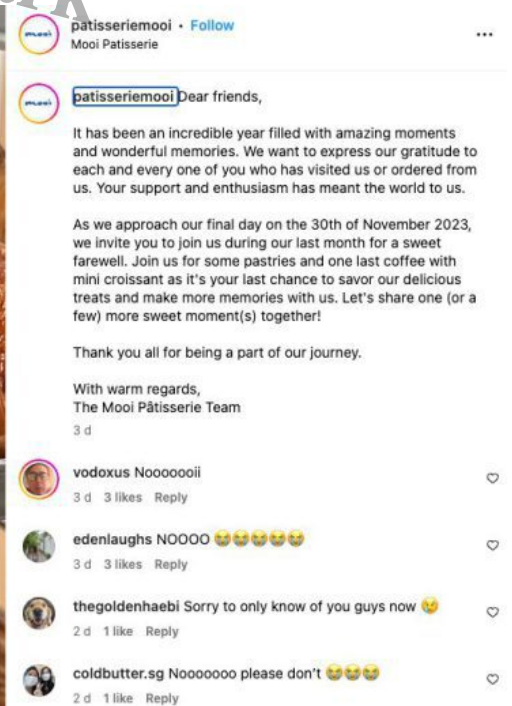 patisseriemooi • Follow
Mooi Patisserie
patisseriemooi Dear friends,
It has been an incredible year filled with amazing moments
and wonderful memories. We want to express our gratitude to
each and every one of you who has visited us or ordered from
us. Your support and enthusiasm has meant the world to us.
As we approach our final day on the 30th of November 2023,
we invite you to join us during our last month for a sweet
farewell. Join us for some pastries and one last coffee with
mini croissant as it's your last chance to savor our delicious
treats and make more memories with us. Let's share one (or a
few) more sweet moment(s) together!
Thank you all for being a part of our journey.
With warm regards,
The Mooi Pâtisserie Team
3 d
vodoxus Nooooooii
3 d 3 likes Reply
edenlaughs NOOOO 😭😭😭😭😭
3 d 3 likes Reply
thegoldenhaebi Sorry to only know of you guys now 😢
2 d 1 like Reply
coldbutter.sg Nooooooo please don't 😭😭😭
2 d 1 like Reply